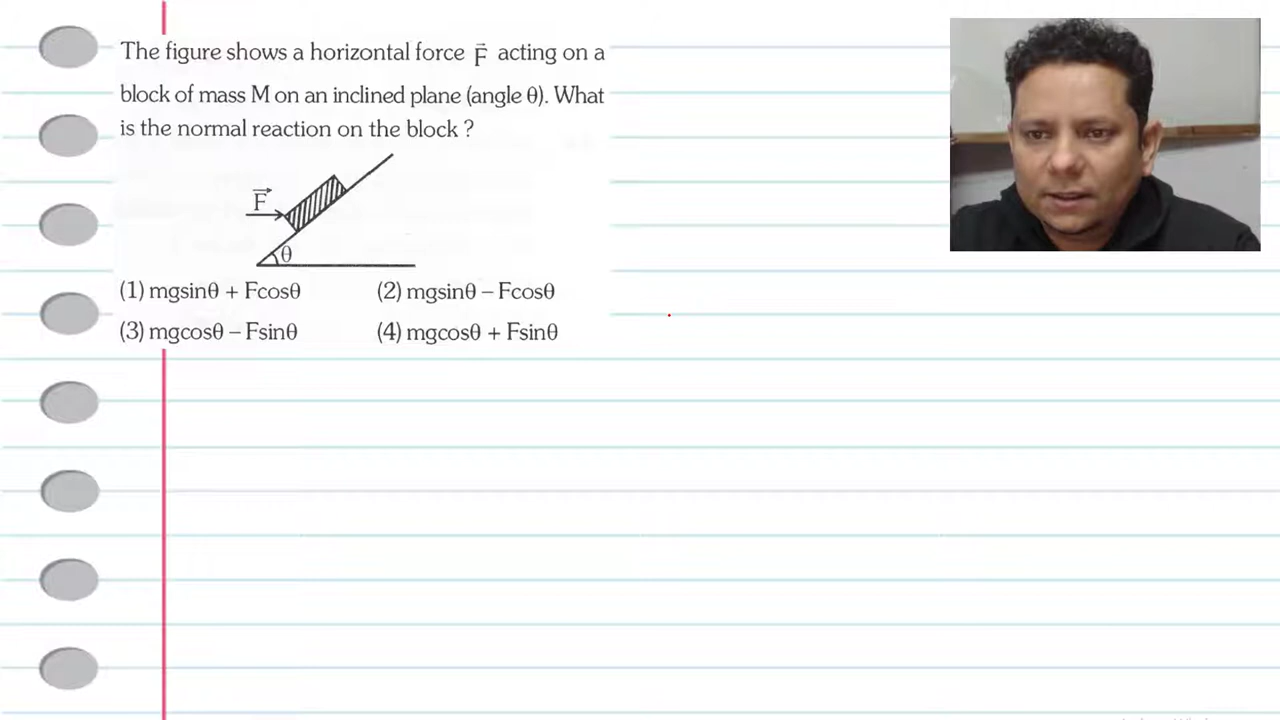 The figure shows a horizontal force F⃗ acting on a
block of mass M on an inclined plane (angle θ). What
is the normal reaction on the block ?
F⃗
θ
(1) mgsinθ + Fcosθ (2) mgsinθ – Fcosθ
(3) mgcosθ – Fsinθ (4) mgcosθ + Fsinθ